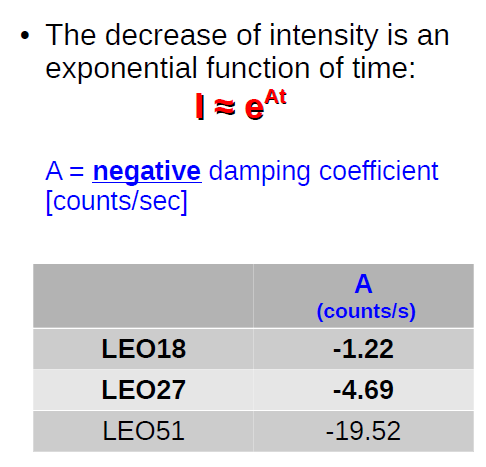 • The decrease of intensity is an
exponential function of time:
I ≈ e^At
A = negative damping coefficient
[counts/sec]
A
(counts/s)
LEO18 -1.22
LEO27 -4.69
LEO51 -19.52